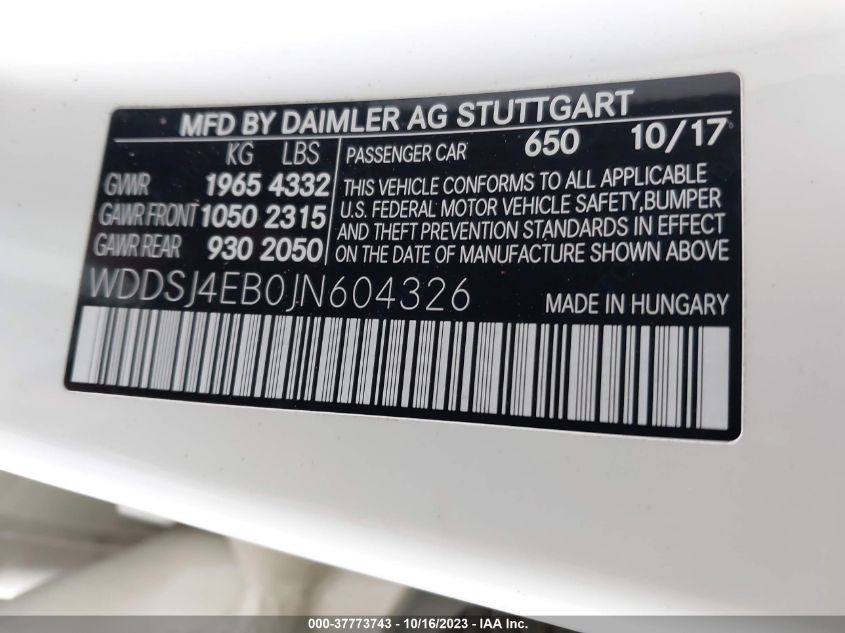 MFD BY DAIMLER AG STUTTGART
KG LBS
GVWR 1965 4332
GAWR FRONT 1050 2315
GAWR REAR 930 2050
PASSENGER CAR 650 10/17
THIS VEHICLE CONFORMS TO ALL APPLICABLE
U.S. FEDERAL MOTOR VEHICLE SAFETY,BUMPER
AND THEFT PREVENTION STANDARDS IN EFFECT
ON THE DATE OF MANUFACTURE SHOWN ABOVE
WDDSJ4EB0JN604326 MADE IN HUNGARY
000-37773743 - 10/16/2023 - IAA Inc.